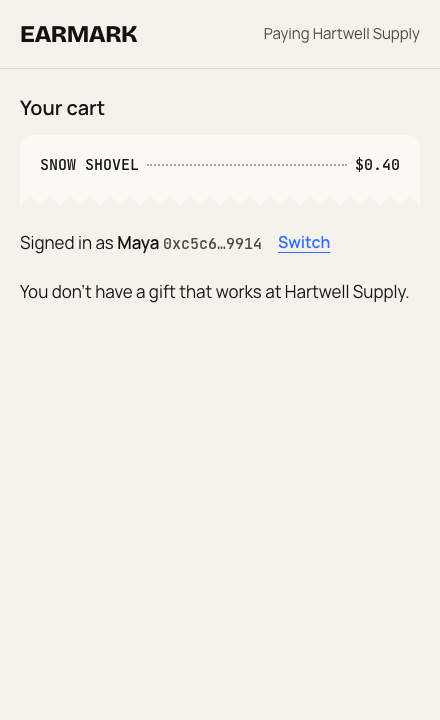 EARMARK
Paying Hartwell Supply
Your cart
SNOW SHOVEL $0.40
Signed in as Maya 0xc5c6…9914 Switch
You don’t have a gift that works at Hartwell Supply.